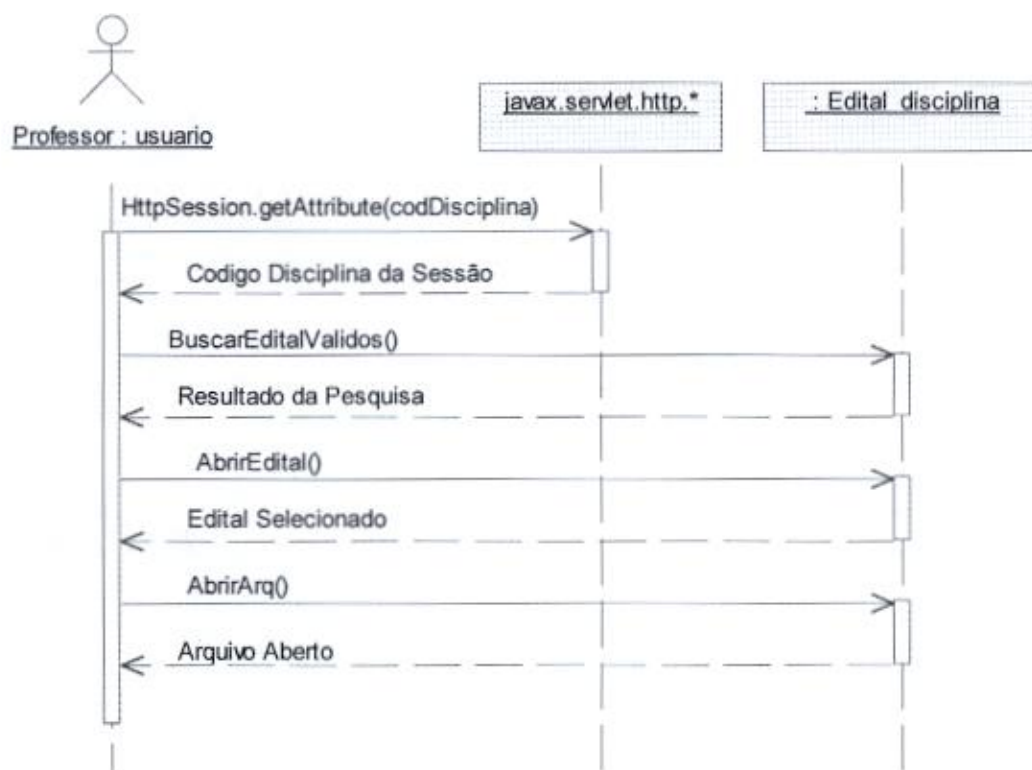 javax.servlet.http.*
: Edital_disciplina
Professor : usuario
HttpSession.getAttribute(codDisciplina)
Codigo Disciplina da Sessão
BuscarEditalValidos()
Resultado da Pesquisa
AbrirEdital()
Edital Selecionado
AbrirArq()
Arquivo Aberto